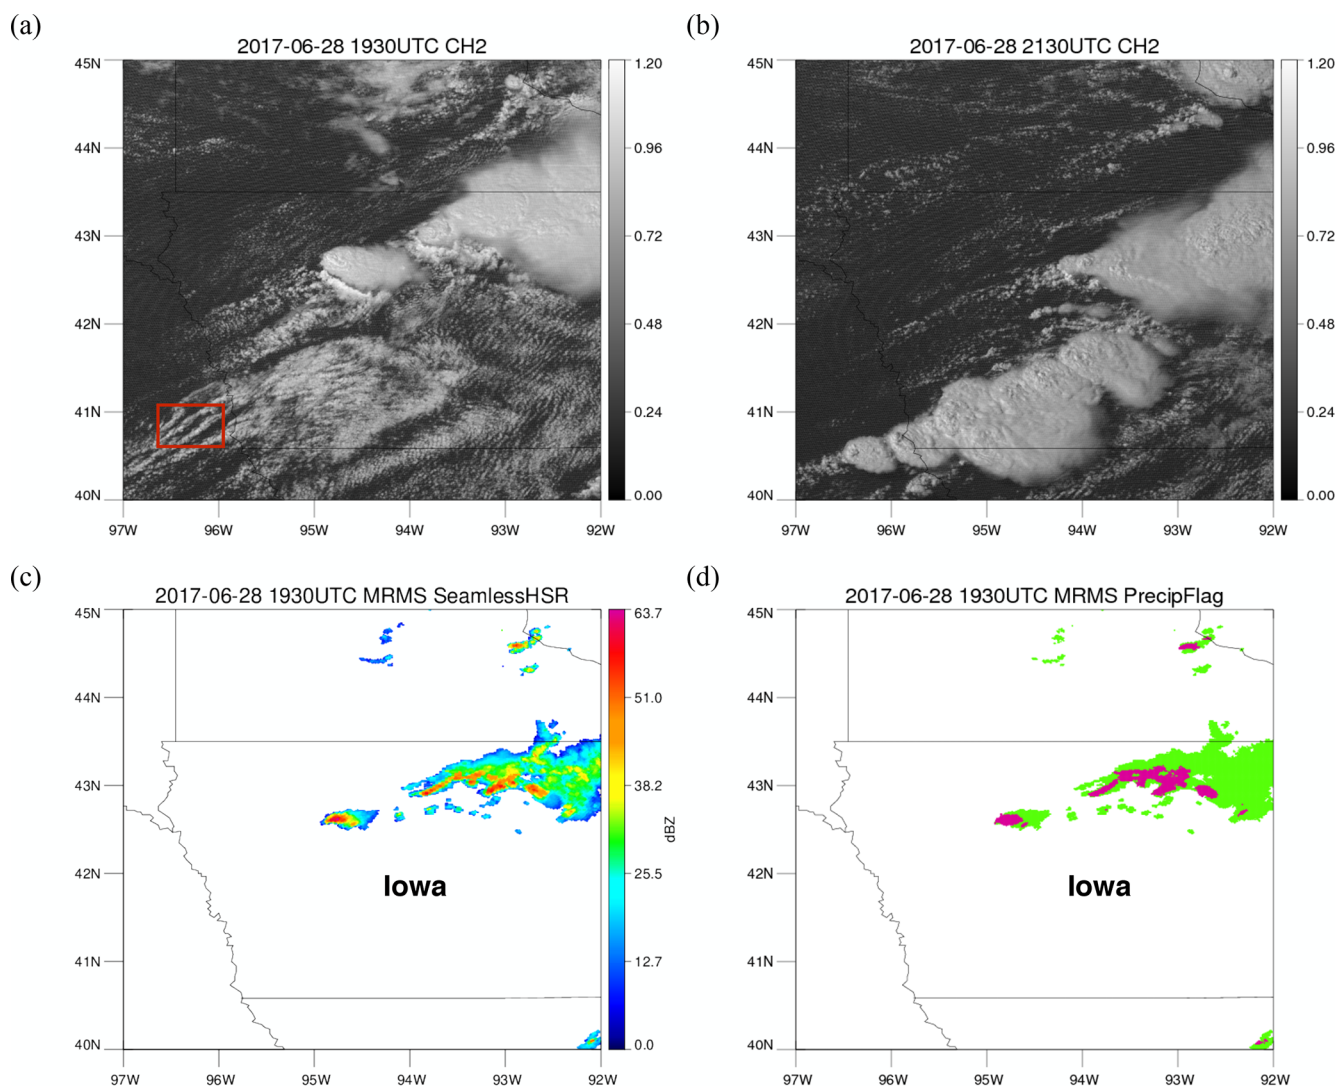 (a)
2017-06-28 1930UTC CH2
45N
44N
43N
42N
41N
40N
97W 96W 95W 94W 93W 92W
1.20
0.96
0.72
0.48
0.24
0.00
(b)
2017-06-28 2130UTC CH2
45N
44N
43N
42N
41N
40N
97W 96W 95W 94W 93W 92W
1.20
0.96
0.72
0.48
0.24
0.00
(c)
2017-06-28 1930UTC MRMS SeamlessHSR
45N
44N
43N
42N
41N
40N
97W 96W 95W 94W 93W 92W
Iowa
63.7
51.0
38.2
25.5
12.7
0.0
dBZ
(d)
2017-06-28 1930UTC MRMS PrecipFlag
45N
44N
43N
42N
41N
40N
97W 96W 95W 94W 93W 92W
Iowa